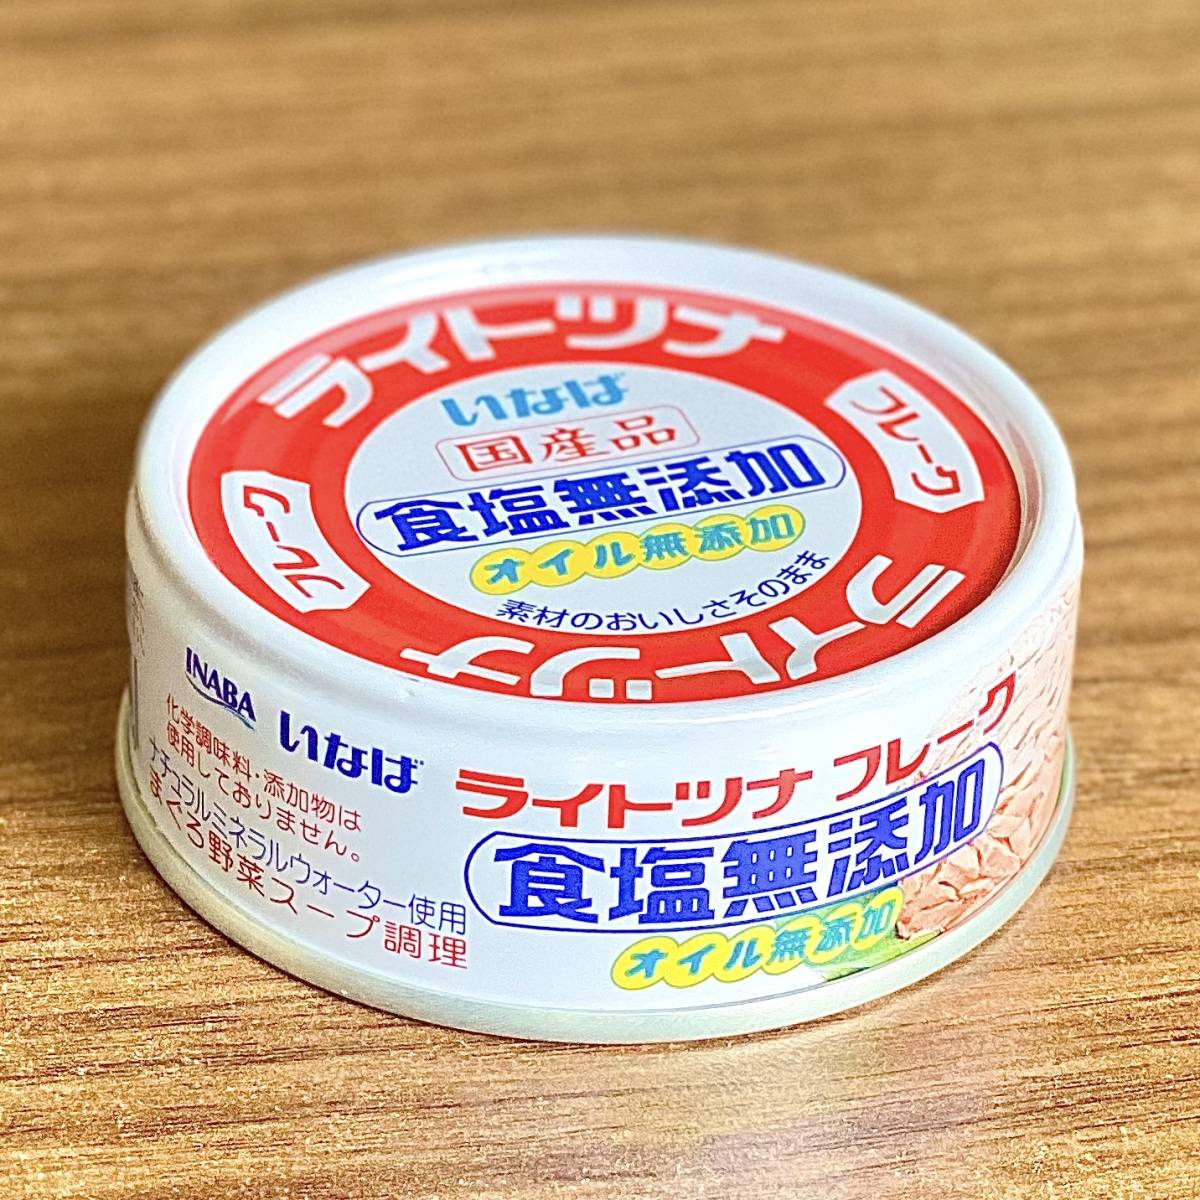 ライトツナ
フレーク
フレーク
いなば
国産品
食塩無添加
オイル無添加
素材のおいしさそのまま
ライトツナ
INABA いなば
化学調味料・添加物は
使用しておりません。
ナチュラルミネラルウォーター使用
まぐろ野菜スープ調理
ライトツナ フレーク
食塩無添加
オイル無添加